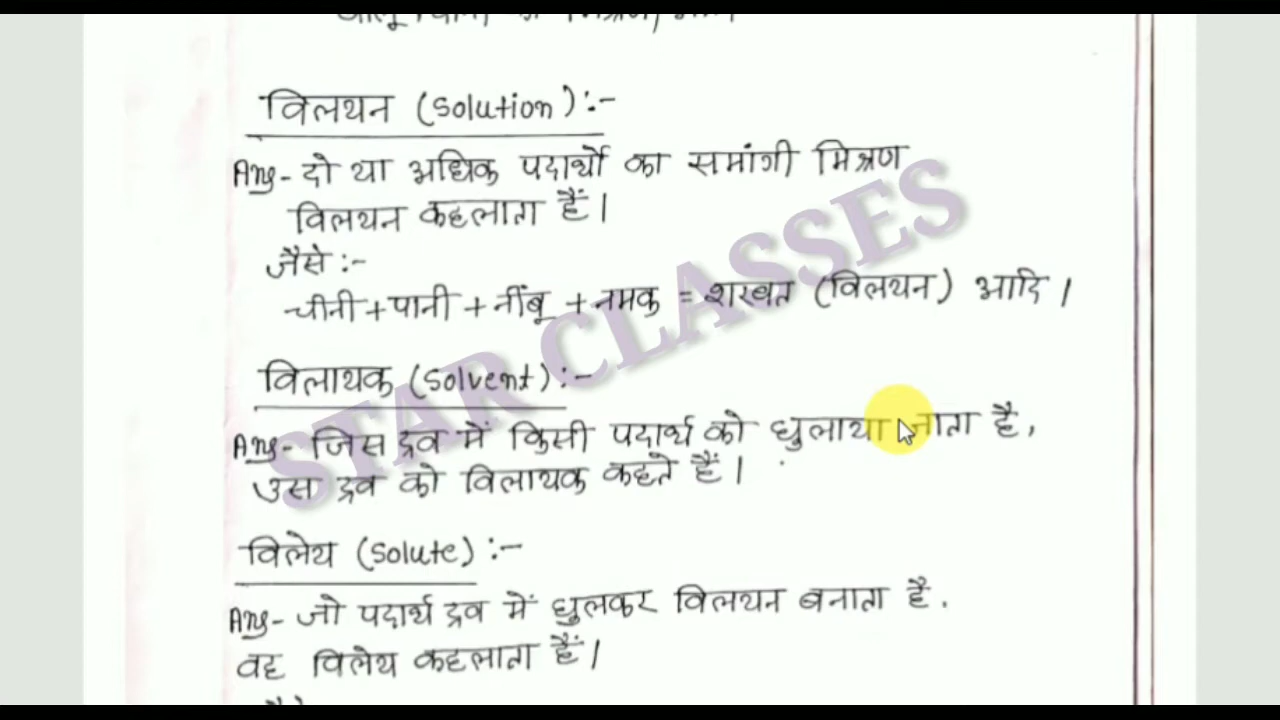 विलयन (Solution):-
Ans- दो या अधिक पदार्थों का समांगी मिश्रण
विलयन कहलाता हैं।
जैसे:-
चीनी+पानी+नींबू+नमक = शरबत (विलयन) आदि।
विलायक (Solvent):-
Ans- जिस द्रव में किसी पदार्थ को घुलाया जाता है,
उस द्रव को विलायक कहते हैं।
विलेय (Solute):-
Ans- जो पदार्थ द्रव में घुलकर विलयन बनाता है.
वह विलेय कहलाता हैं।
STAR CLASSES